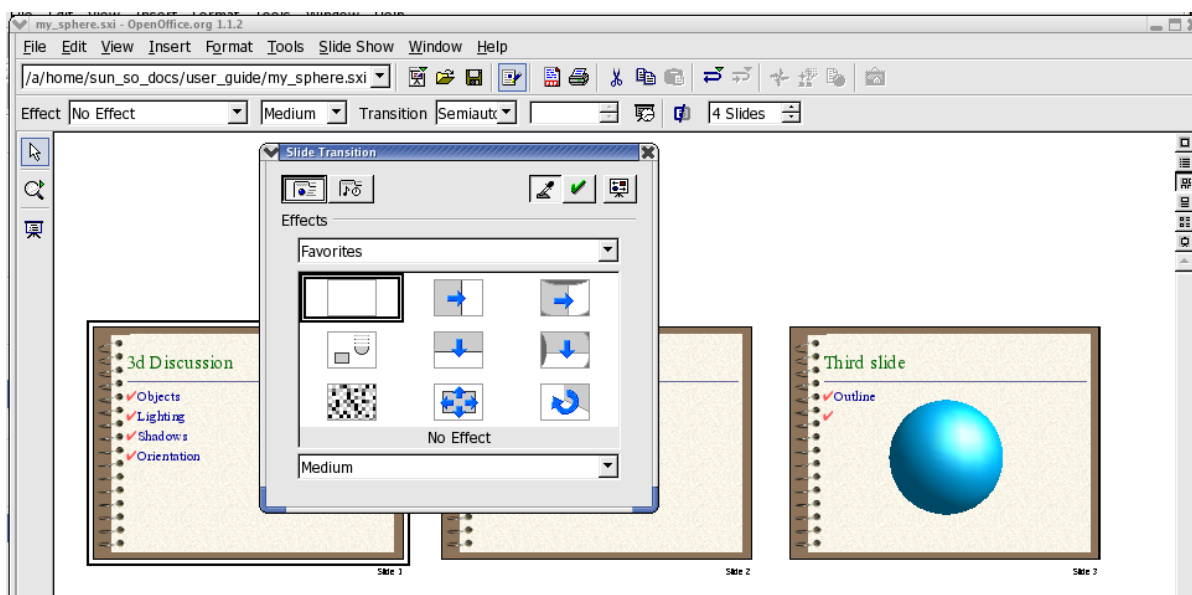 my_sphere.sxi - OpenOffice.org 1.1.2
File Edit View Insert Format Tools Slide Show Window Help
/a/home/sun_so_docs/user_guide/my_sphere.sxi
Effect No Effect Medium Transition Semiautc 4 Slides
Slide Transition
Effects
Favorites
No Effect
Medium
3d Discussion
✓Objects
✓Lighting
✓Shadows
✓Orientation
Slide 1
Slide 2
Third slide
✓Outline
✓
Slide 3